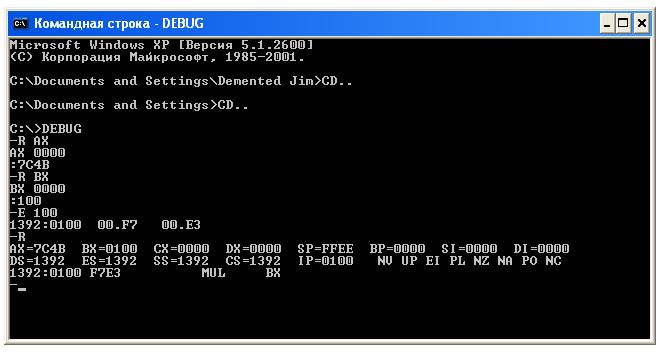 Командная строка - DEBUG
Microsoft Windows XP [Версия 5.1.2600]
(C) Корпорация Майкрософт, 1985-2001.
C:\Documents and Settings\Demented Jim>CD..
C:\Documents and Settings>CD..
C:\>DEBUG
-R AX
AX 0000
:7C4B
-R BX
BX 0000
:100
-E 100
1392:0100  00.F7   00.E3
-R
AX=7C4B  BX=0100  CX=0000  DX=0000  SP=FFEE  BP=0000  SI=0000  DI=0000
DS=1392  ES=1392  SS=1392  CS=1392  IP=0100   NV UP EI PL NZ NA PO NC
1392:0100 F7E3          MUL     BX
-_